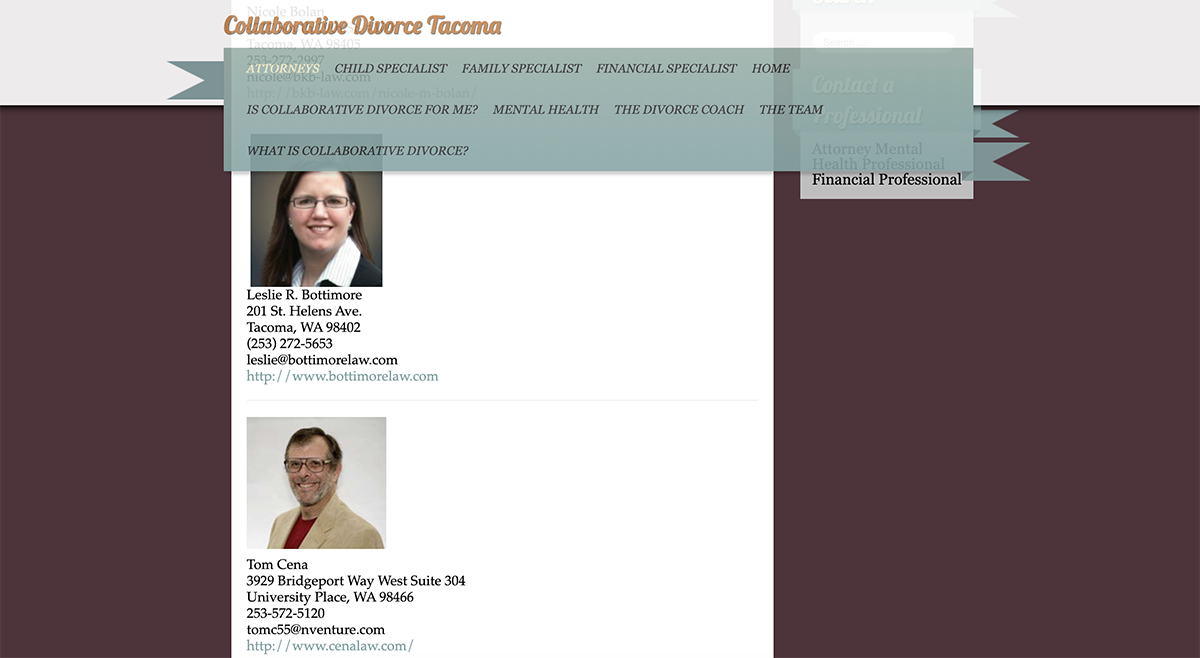 Nicole Bolan
Collaborative Divorce Tacoma
Tacoma, WA 98405
253-272-2997
nicole@bkb-law.com
http://bkb-law.com/nicole-m-bolan/
ATTORNEYS CHILD SPECIALIST FAMILY SPECIALIST FINANCIAL SPECIALIST HOME
IS COLLABORATIVE DIVORCE FOR ME? MENTAL HEALTH THE DIVORCE COACH THE TEAM
WHAT IS COLLABORATIVE DIVORCE?
Leslie R. Bottimore
201 St. Helens Ave.
Tacoma, WA 98402
(253) 272-5653
leslie@bottimorelaw.com
http://www.bottimorelaw.com
Tom Cena
3929 Bridgeport Way West Suite 304
University Place, WA 98466
253-572-5120
tomc55@nventure.com
http://www.cenalaw.com/
Search...
Contact a
Professional
Attorney Mental
Health Professional
Financial Professional